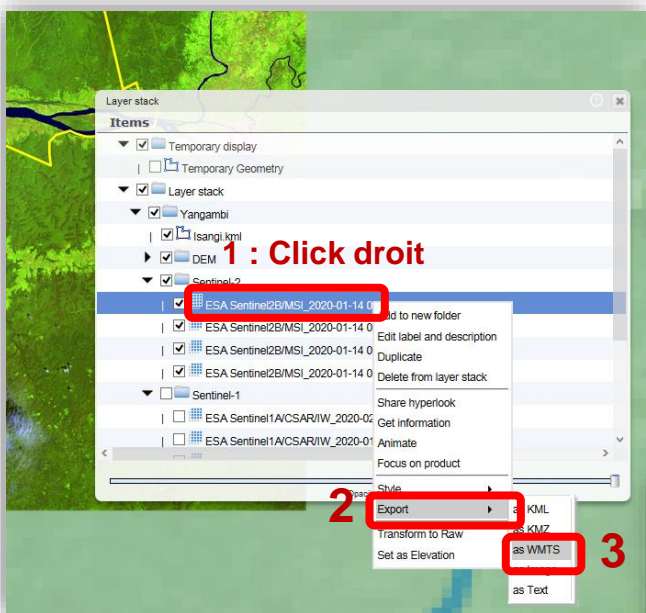 Layer stack
Items
Temporary display
Temporary Geometry
Layer stack
Yangambi
Isangi.kml
DEM
1 : Click droit
Sentinel-2
ESA Sentinel2B/MSI_2020-01-14 0
ESA Sentinel2B/MSI_2020-01-14 0
ESA Sentinel2B/MSI_2020-01-14 0
ESA Sentinel2B/MSI_2020-01-14 0
Sentinel-1
ESA Sentinel1A/CSAR/IW_2020-02
ESA Sentinel1A/CSAR/IW_2020-01
to new folder
Edit label and description
Duplicate
Delete from layer stack
Share hyperlook
Get information
Animate
Focus on product
Style
2
Export
Transform to Raw
Set as Elevation
as KML
as KMZ
as WMTS
3
as Text